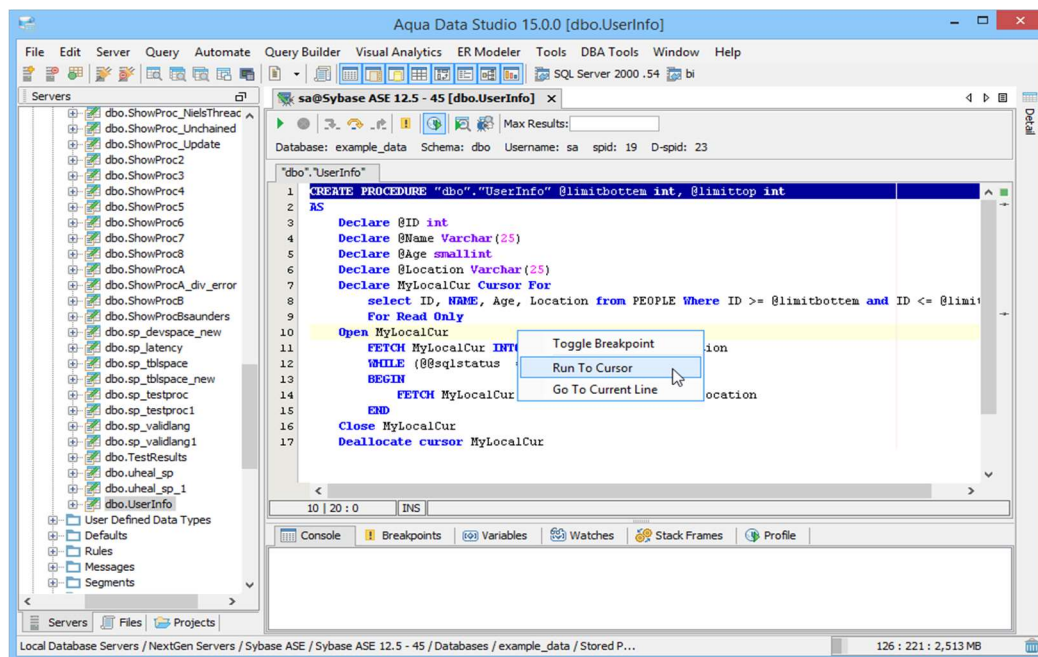 Aqua Data Studio 15.0.0 [dbo.UserInfo]
File Edit Server Query Automate Query Builder Visual Analytics ER Modeler Tools DBA Tools Window Help
SQL Server 2000 .54 bi
Servers
dbo.ShowProc_NielsThreac
dbo.ShowProc_Unchained
dbo.ShowProc_Update
dbo.ShowProc2
dbo.ShowProc3
dbo.ShowProc4
dbo.ShowProc5
dbo.ShowProc6
dbo.ShowProc7
dbo.ShowProc8
dbo.ShowProcA
dbo.ShowProcA_div_error
dbo.ShowProcB
dbo.ShowProcBsaunders
dbo.sp_devspace_new
dbo.sp_latency
dbo.sp_tblspace
dbo.sp_tblspace_new
dbo.sp_testproc
dbo.sp_testproc1
dbo.sp_validlang
dbo.sp_validlang1
dbo.TestResults
dbo.uheal_sp
dbo.uheal_sp_1
dbo.UserInfo
User Defined Data Types
Defaults
Rules
Messages
Segments
Servers Files Projects
sa@Sybase ASE 12.5 - 45 [dbo.UserInfo]
Max Results:
Database: example_data Schema: dbo Username: sa spid: 19 D-spid: 23
"dbo"."UserInfo"
1 CREATE PROCEDURE "dbo"."UserInfo" @limitbottem int, @limittop int
2 AS
3 Declare @ID int
4 Declare @Name Varchar(25)
5 Declare @Age smallint
6 Declare @Location Varchar(25)
7 Declare MyLocalCur Cursor For
8 select ID, NAME, Age, Location from PEOPLE Where ID >= @limitbottem and ID <= @limit
9 For Read Only
10 Open MyLocalCur
11 FETCH MyLocalCur INTO ion
12 WHILE (@@sqlstatus
13 BEGIN
14 FETCH MyLocalCur ocation
15 END
16 Close MyLocalCur
17 Deallocate cursor MyLocalCur
Toggle Breakpoint
Run To Cursor
Go To Current Line
10 | 20 : 0 INS
Console Breakpoints Variables Watches Stack Frames Profile
Detail
Local Database Servers / NextGen Servers / Sybase ASE / Sybase ASE 12.5 - 45 / Databases / example_data / Stored P... 126 : 221 : 2,513 MB